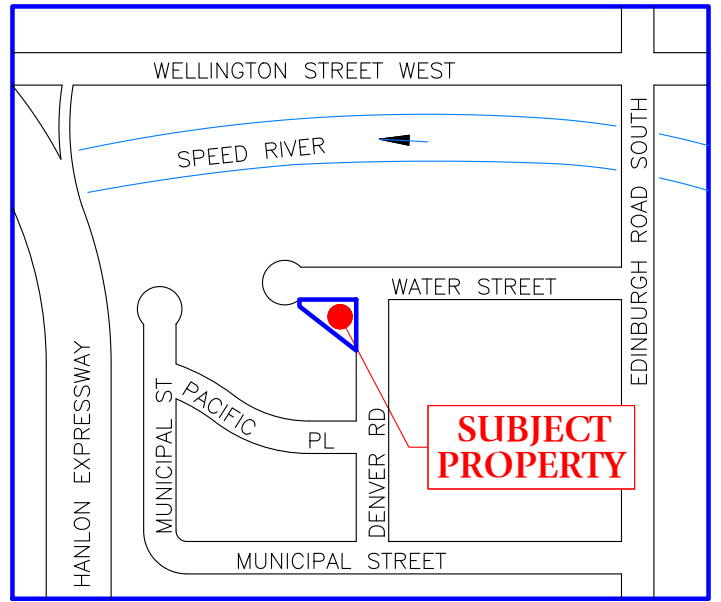 WELLINGTON STREET WEST
SPEED RIVER
EDINBURGH ROAD SOUTH
WATER STREET
HANLON EXPRESSWAY
MUNICIPAL ST
PACIFIC PL
DENVER RD
SUBJECT
PROPERTY
MUNICIPAL STREET